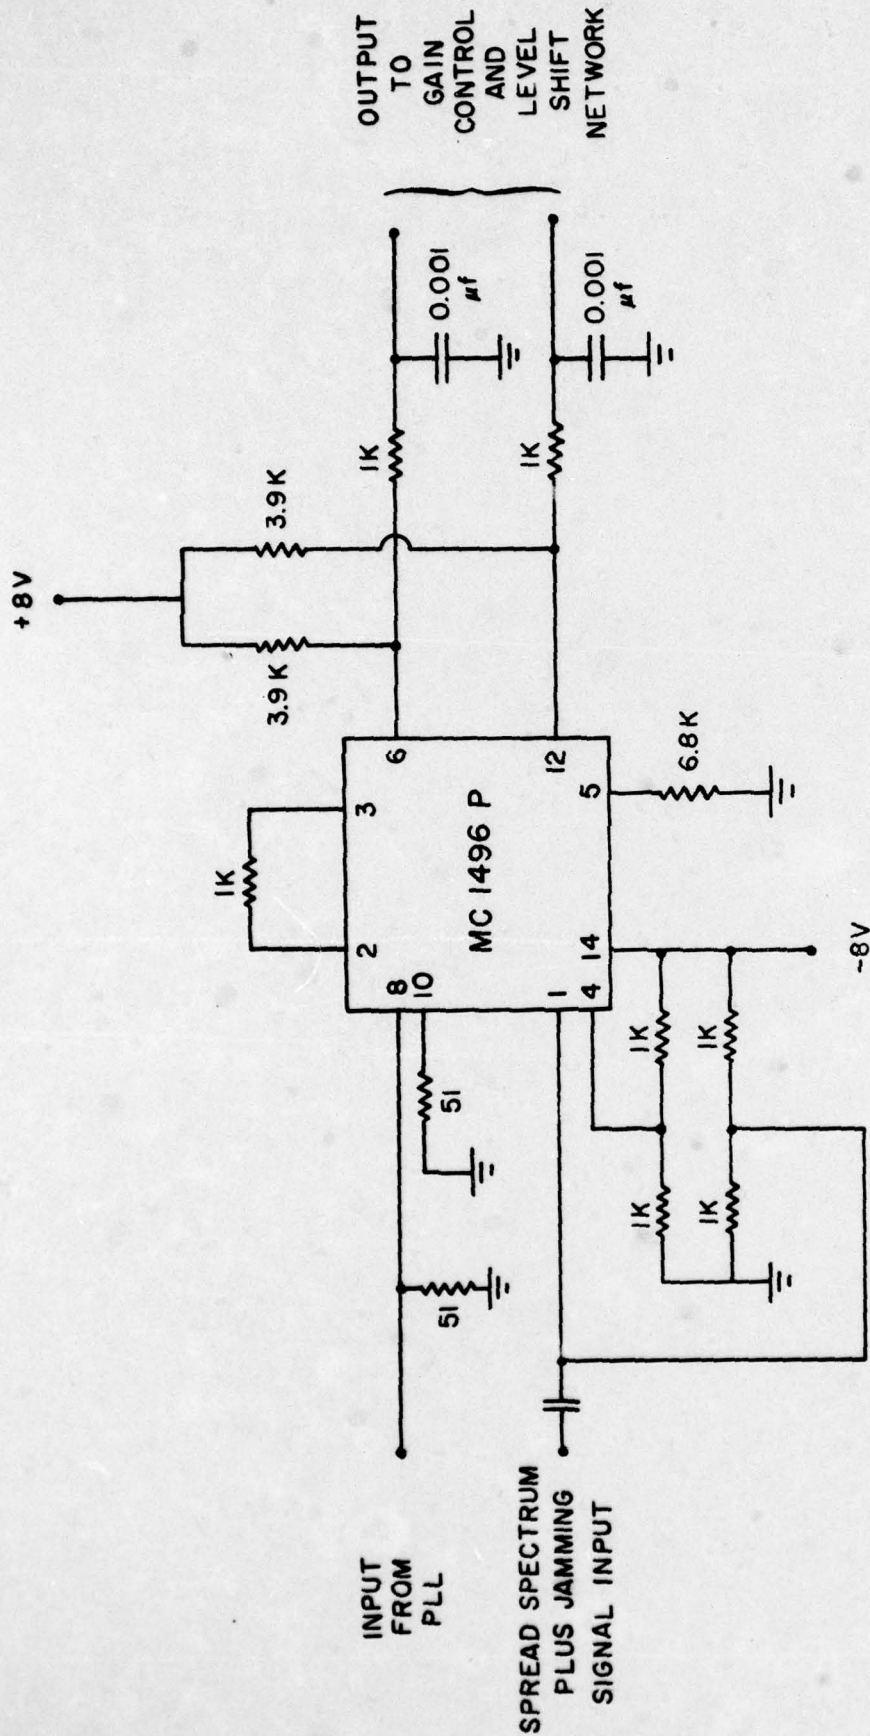 +8V
3.9K
3.9K
1K
1K
1K
0.001
µf
0.001
µf
OUTPUT
TO
GAIN
CONTROL
AND
LEVEL
SHIFT
NETWORK
2
3
8
10
6
MC 1496 P
1
4
14
5
12
51
51
INPUT
FROM
PLL
SPREAD SPECTRUM
PLUS JAMMING
SIGNAL INPUT
1K
1K
1K
1K
6.8K
-8V